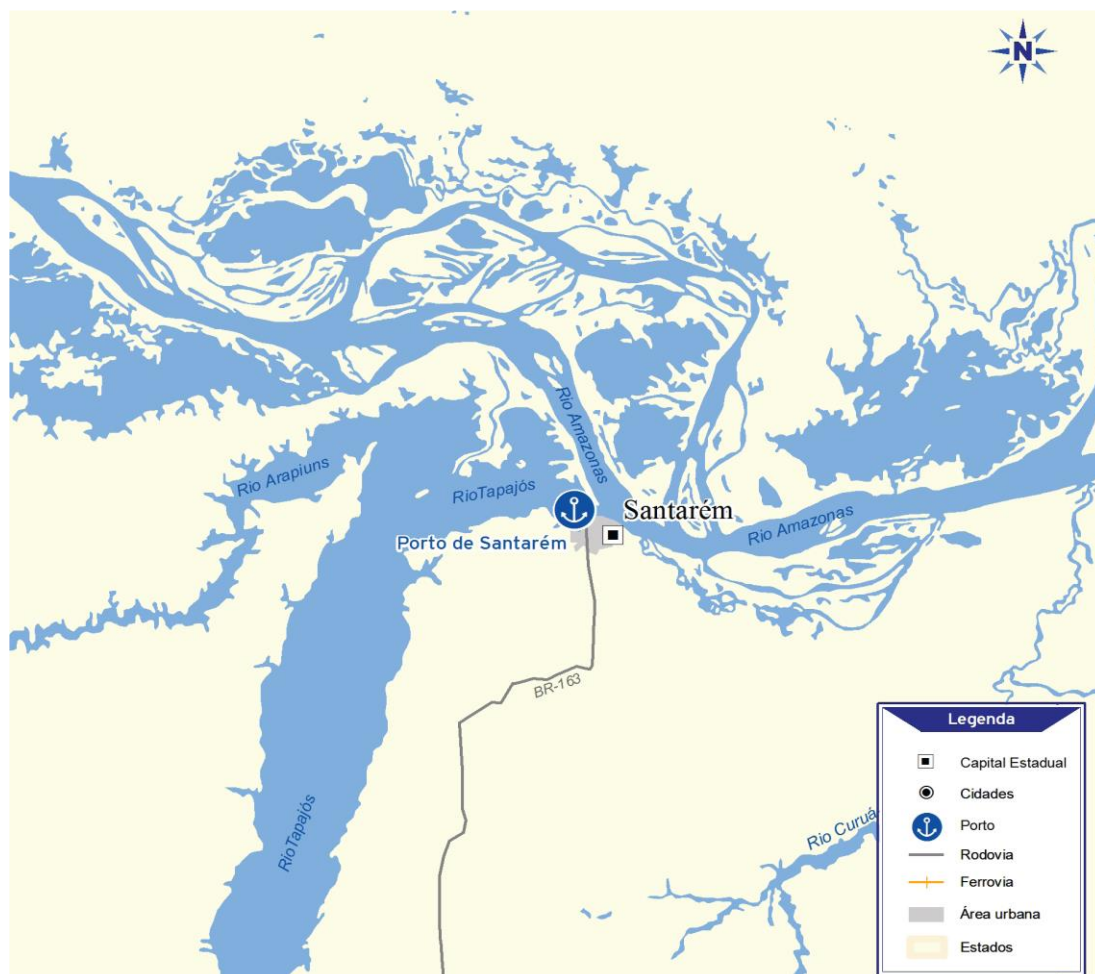 N
Rio Amazonas
Rio Arapiuns
RioTapajós
Santarém
Rio Amazonas
Porto de Santarém
BR-163
RioTapajós
Rio Curuá
Legenda
Capital Estadual
Cidades
Porto
Rodovia
Ferrovia
Área urbana
Estados